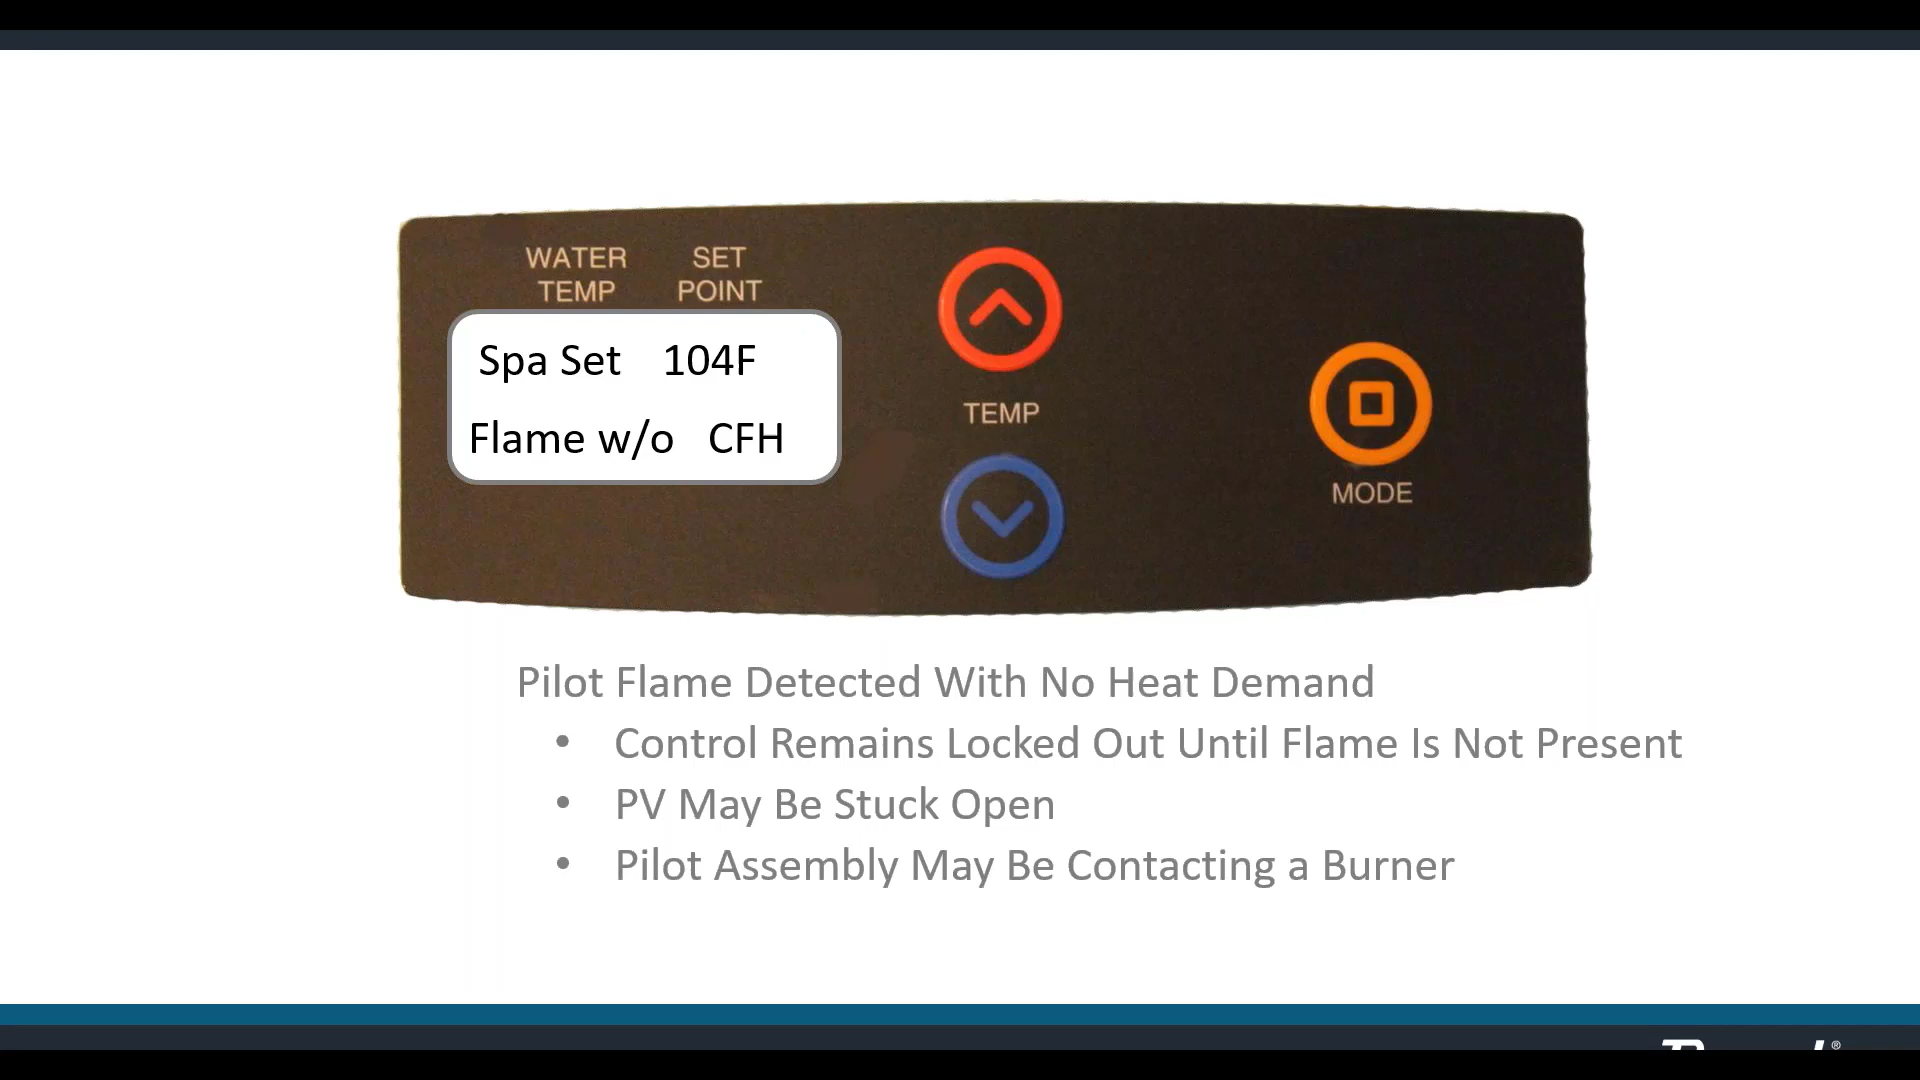 WATER SET
TEMP POINT
Spa Set 104F
Flame w/o CFH
TEMP
MODE
Pilot Flame Detected With No Heat Demand
• Control Remains Locked Out Until Flame Is Not Present
• PV May Be Stuck Open
• Pilot Assembly May Be Contacting a Burner